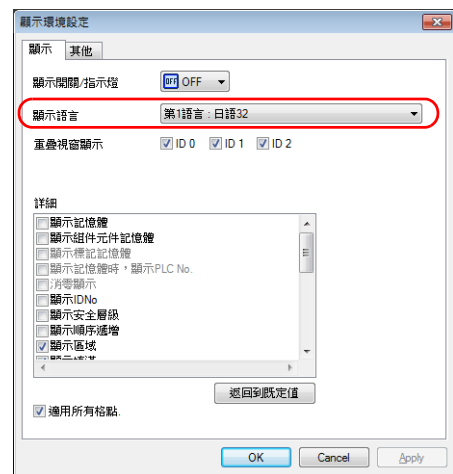 顯示環境設定
顯示 其他
顯示開關/指示燈 OFF OFF
顯示語言 第1語言 : 日語32
重疊視窗顯示 ID 0 ID 1 ID 2
詳細
顯示記憶體
顯示組件元件記憶體
顯示標記記憶體
顯示記憶體時，顯示PLC No.
消零顯示
顯示IDNo
顯示安全層級
顯示順序遞增
顯示區域
返回到既定值
適用所有格點.
OK Cancel Apply